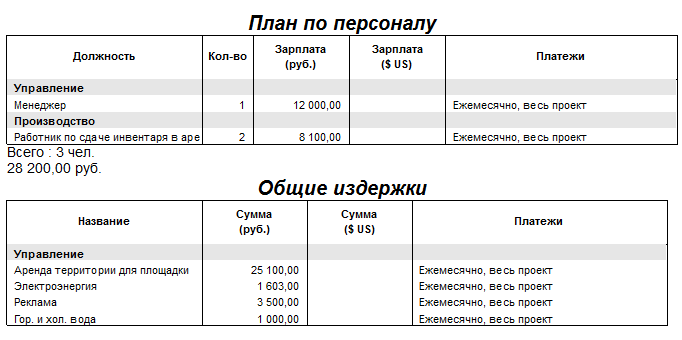 План по персоналу
Должность Кол-во Зарплата (руб.) Зарплата ($ US) Платежи
Управление
Менеджер 1 12 000,00 Ежемесячно, весь проект
Производство
Работник по сдаче инвентаря в аре 2 8 100,00 Ежемесячно, весь проект
Всего : 3 чел.
28 200,00 руб.
Общие издержки
Название Сумма (руб.) Сумма ($ US) Платежи
Управление
Аренда территории для площадки 25 100,00 Ежемесячно, весь проект
Электроэнергия 1 603,00 Ежемесячно, весь проект
Реклама 3 500,00 Ежемесячно, весь проект
Гор. и хол. вода 1 000,00 Ежемесячно, весь проект